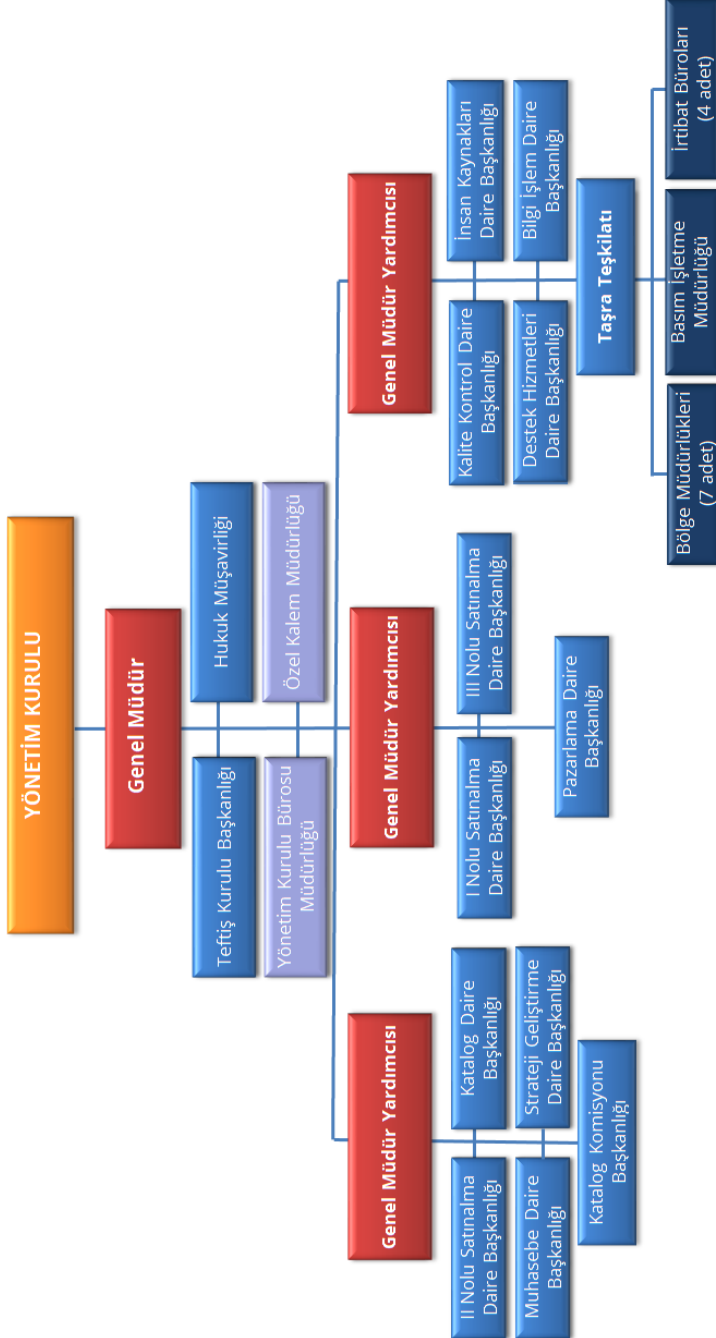 YÖNETİM KURULU
Genel Müdür
Teftiş Kurulu Başkanlığı
Hukuk Müşavirliği
Yönetim Kurulu Bürosu
Müdürlüğü
Özel Kalem Müdürlüğü
Genel Müdür Yardımcısı
II Nolu Satınalma
Daire Başkanlığı
Katalog Daire
Başkanlığı
Muhasebe Daire
Başkanlığı
Strateji Geliştirme
Daire Başkanlığı
Katalog Komisyonu
Başkanlığı
Genel Müdür Yardımcısı
I Nolu Satınalma
Daire Başkanlığı
III Nolu Satınalma
Daire Başkanlığı
Pazarlama Daire
Başkanlığı
Genel Müdür Yardımcısı
Kalite Kontrol Daire
Başkanlığı
İnsan Kaynakları
Daire Başkanlığı
Destek Hizmetleri
Daire Başkanlığı
Bilgi İşlem Daire
Başkanlığı
Taşra Teşkilatı
Bölge Müdürlükleri
(7 adet)
Basım İşletme
Müdürlüğü
İrtibat Büroları
(4 adet)